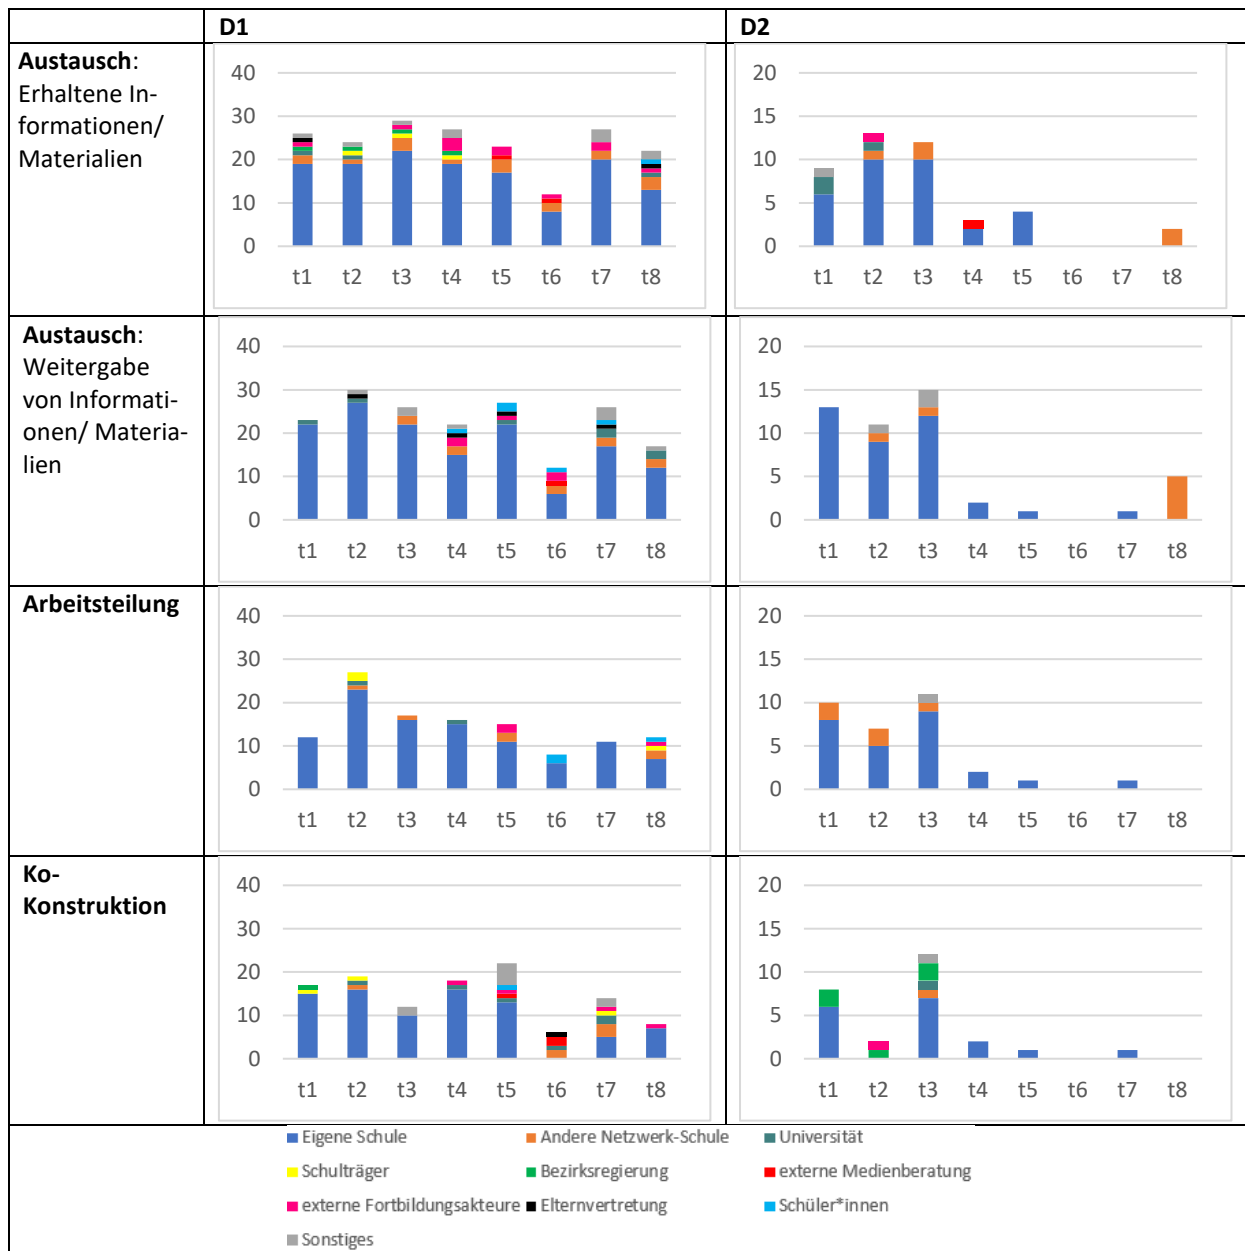 D1
D2
Austausch:
Erhaltene In-
formationen/
Materialien
40
30
20
10
0
t1 t2 t3 t4 t5 t6 t7 t8
20
15
10
5
0
t1 t2 t3 t4 t5 t6 t7 t8
Austausch:
Weitergabe
von Informati-
onen/ Materia-
lien
40
30
20
10
0
t1 t2 t3 t4 t5 t6 t7 t8
20
15
10
5
0
t1 t2 t3 t4 t5 t6 t7 t8
Arbeitsteilung
40
30
20
10
0
t1 t2 t3 t4 t5 t6 t7 t8
20
15
10
5
0
t1 t2 t3 t4 t5 t6 t7 t8
Ko-
Konstruktion
40
30
20
10
0
t1 t2 t3 t4 t5 t6 t7 t8
20
15
10
5
0
t1 t2 t3 t4 t5 t6 t7 t8
Eigene Schule Andere Netzwerk-Schule Universität
Schulträger Bezirksregierung externe Medienberatung
externe Fortbildungsakteure Elternvertretung Schüler*innen
Sonstiges